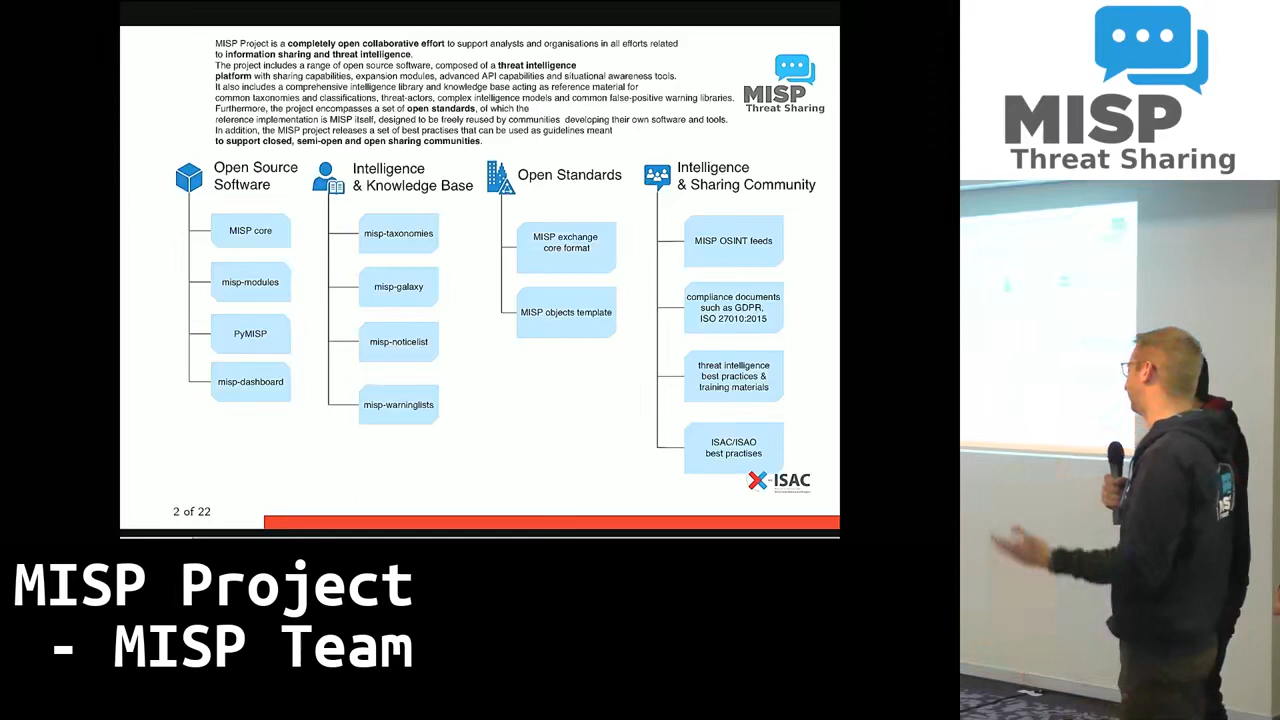 MISP Project is a completely open collaborative effort to support analysts and organisations in all efforts related
to information sharing and threat intelligence.
The project includes a range of open source software, composed of a threat intelligence
platform with sharing capabilities, expansion modules, advanced API capabilities and situational awareness tools.
It also includes a comprehensive intelligence library and knowledge base acting as reference material for
common taxonomies and classifications, threat-actors, complex intelligence models and common false-positive warning libraries.
Furthermore, the project encompasses a set of open standards, of which the
reference implementation is MISP itself, designed to be freely reused by communities developing their own software and tools.
In addition, the MISP project releases a set of best practises that can be used as guidelines meant
to support closed, semi-open and open sharing communities.
MISP
Threat Sharing
MISP
Threat Sharing
Open Source
Software
MISP core
misp-modules
PyMISP
misp-dashboard
Intelligence
& Knowledge Base
misp-taxonomies
misp-galaxy
misp-noticelist
misp-warninglists
Open Standards
MISP exchange
core format
MISP objects template
Intelligence
& Sharing Community
MISP OSINT feeds
compliance documents
such as GDPR,
ISO 27010:2015
threat intelligence
best practices &
training materials
ISAC/ISAO
best practises
ISAC
2 of 22
MISP Project
- MISP Team